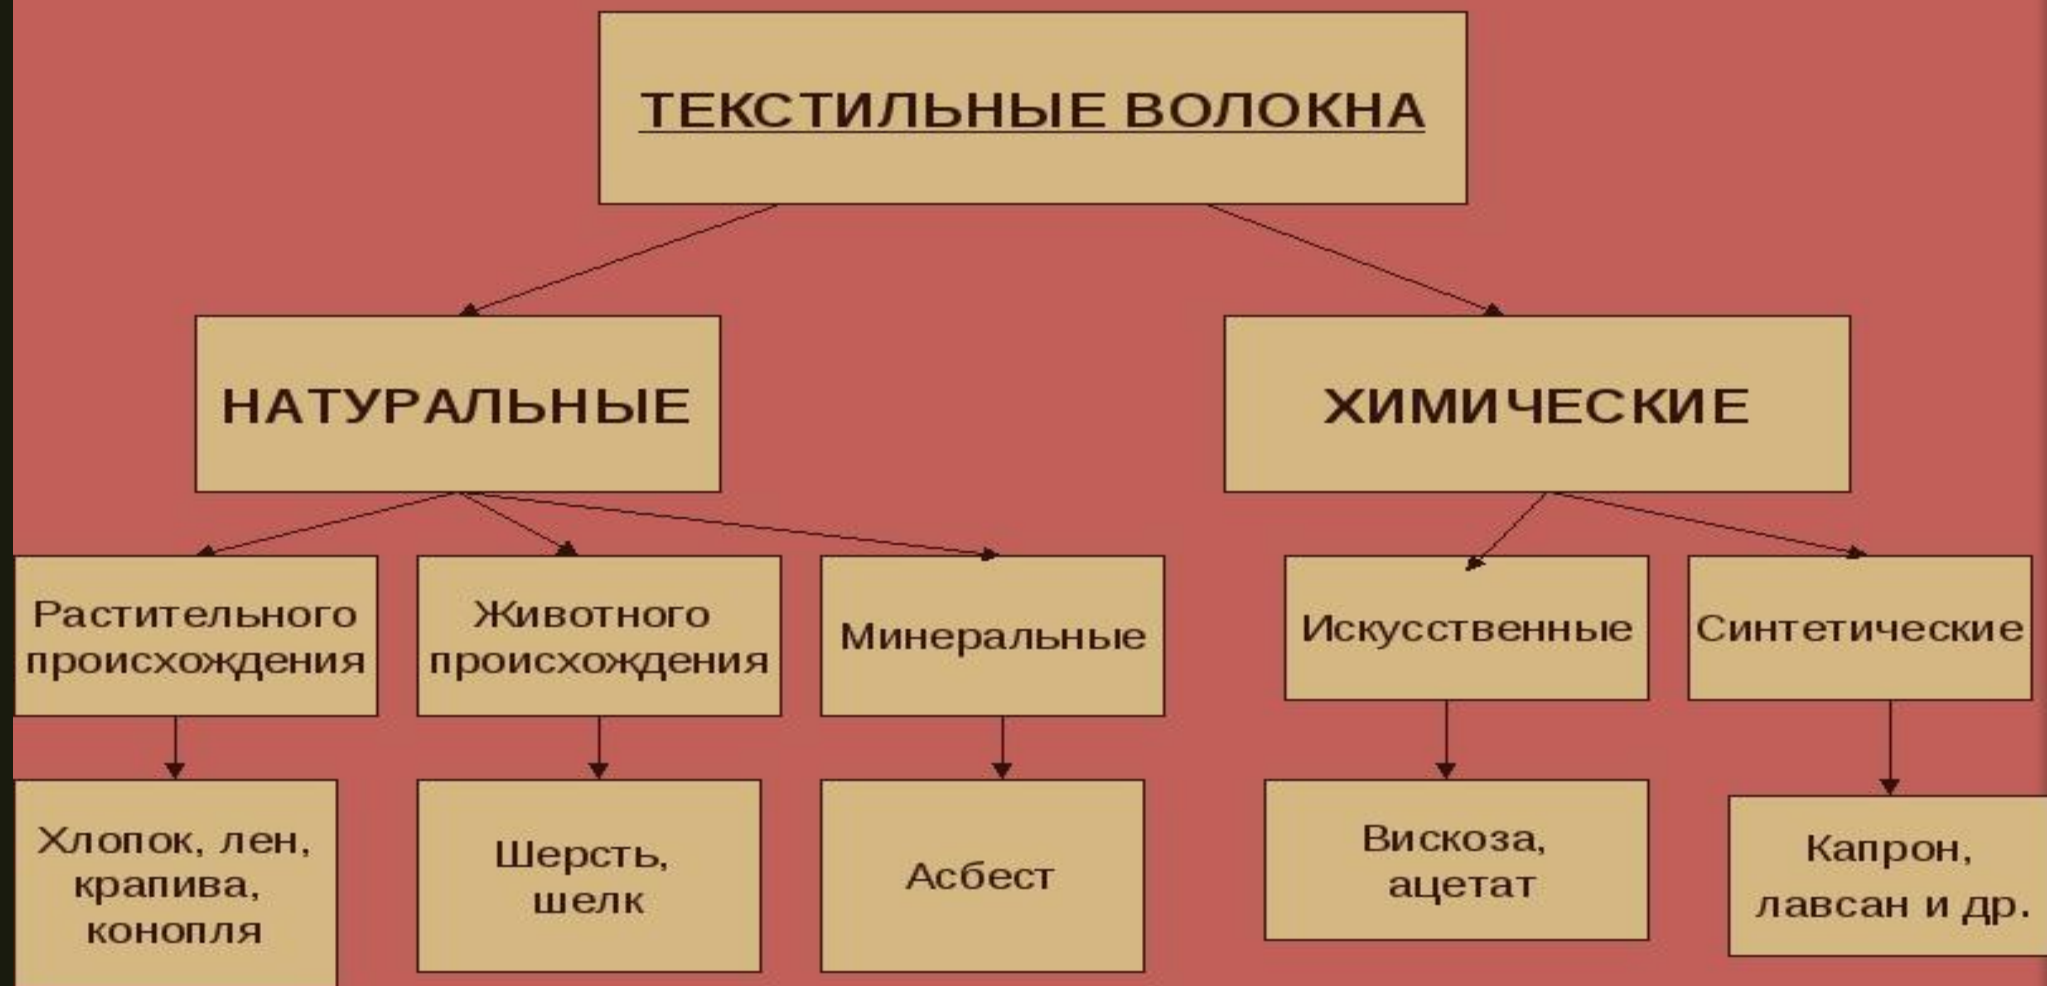 ТЕКСТИЛЬНЫЕ ВОЛОКНА
НАТУРАЛЬНЫЕ
ХИМИЧЕСКИЕ
Растительного
происхождения
Животного
происхождения
Минеральные
Искусственные
Синтетические
Хлопок, лен,
крапива,
конопля
Шерсть,
шелк
Асбест
Вискоза,
ацетат
Капрон,
лавсан и др.